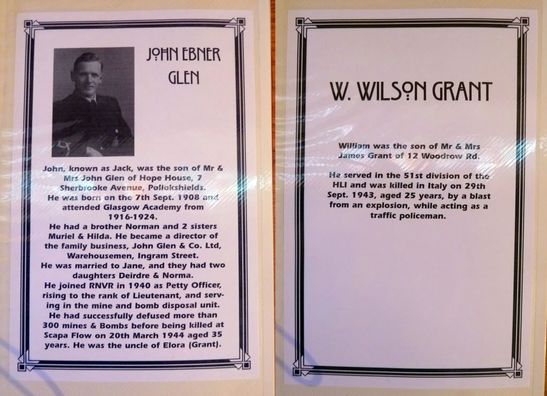 JOHN EBNER
GLEN
John, known as Jack, was the son of Mr &
Mrs John Glen of Hope House, 7
Sherbrooke Avenue, Pollokshields.
He was born on the 7th Sept. 1908 and
attended Glasgow Academy from
1916-1924.
He had a brother Norman and 2 sisters
Muriel & Hilda. He became a director of
the family business, John Glen & Co. Ltd,
Warehousemen, Ingram Street.
He was married to Jane, and they had two
daughters Deirdre & Norma.
He joined RNVR in 1940 as Petty Officer,
rising to the rank of Lieutenant, and serv-
ing in the mine and bomb disposal unit.
He had successfully defused more than
300 mines & Bombs before being killed at
Scapa Flow on 20th March 1944 aged 35
years. He was the uncle of Elora (Grant).
W. WILSON GRANT
William was the son of Mr & Mrs
James Grant of 12 Woodrow Rd.
He served in the 51st division of the
HLI and was killed in Italy on 29th
Sept. 1943, aged 25 years, by a blast
from an explosion, while acting as a
traffic policeman.